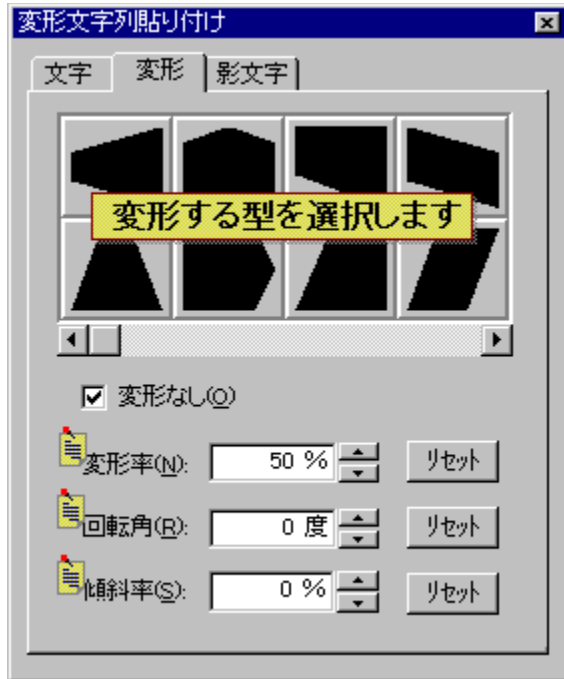 変形文字列貼り付け
文字 変形 影文字
変形する型を選択します
変形なし(O)
変形率(N): 50 % リセット
回転角(R): 0 度 リセット
傾斜率(S): 0 % リセット